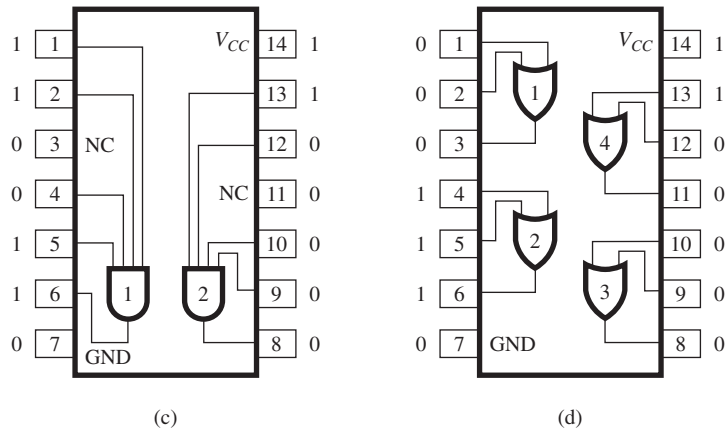 1 1 V_CC 14 1
1 2 13 1
0 3 NC 12 0
0 4 NC 11 0
1 5 10 0
1 6 1 2 9 0
0 7 GND 8 0
(c)
0 1 V_CC 14 1
0 2 1 13 1
0 3 4 12 0
1 4 11 0
1 5 2 10 0
1 6 3 9 0
0 7 GND 8 0
(d)